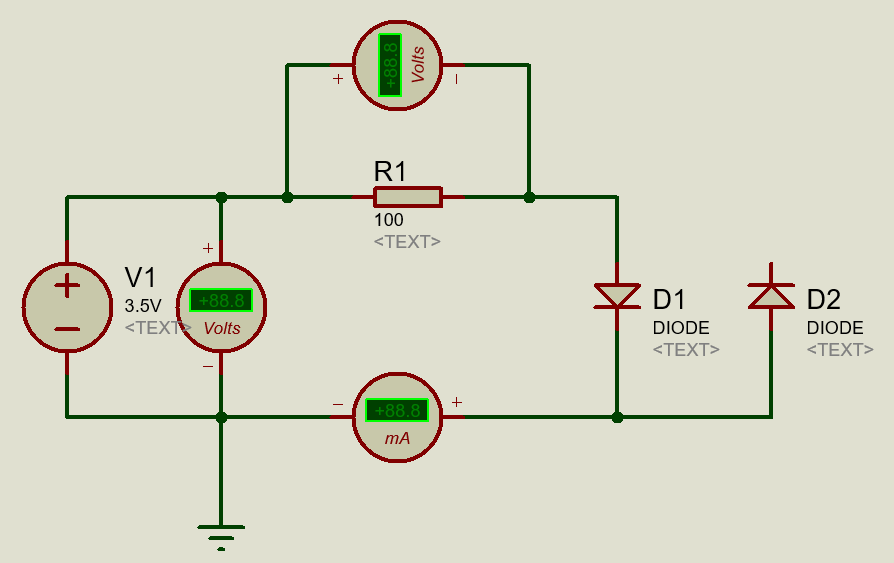 +88.8
Volts
+
R1
100
<TEXT>
+
V1
3.5V
<TEXT>
+88.8
Volts
D1
DIODE
<TEXT>
D2
DIODE
<TEXT>
+
+88.8
mA